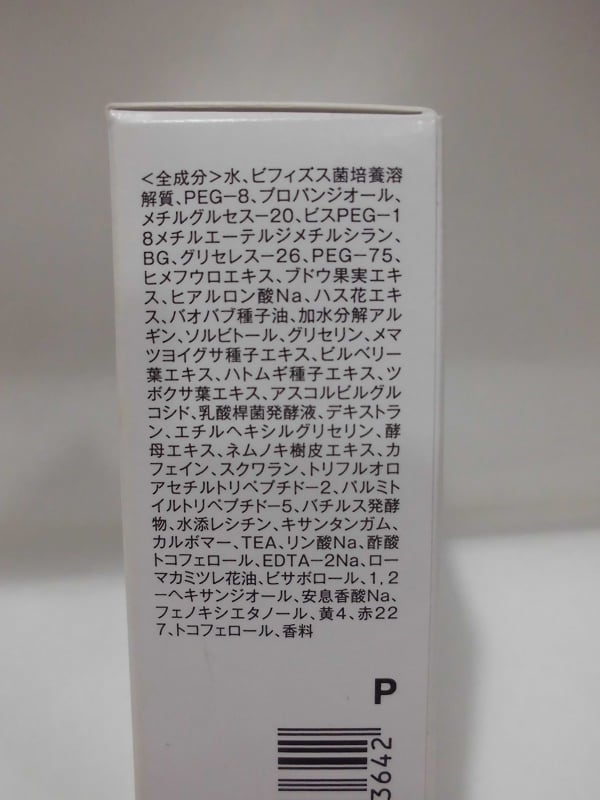 <全成分>水、ビフィズス菌培養溶
解質、PEG-8、プロパンジオール、
メチルグルセス-20、ビスPEG-1
8メチルエーテルジメチルシラン、
BG、グリセレス-26、PEG-75、
ヒメフウロエキス、ブドウ果実エキ
ス、ヒアルロン酸Na、ハス花エキ
ス、バオバブ種子油、加水分解アル
ギン、ソルビトール、グリセリン、メマ
ツヨイグサ種子エキス、ビルベリー
葉エキス、ハトムギ種子エキス、ツ
ボクサ葉エキス、アスコルビルグル
コシド、乳酸桿菌発酵液、デキストラ
ン、エチルヘキシルグリセリン、酵
母エキス、ネムノキ樹皮エキス、カ
フェイン、スクワラン、トリフルオロ
アセチルトリペプチド-2、パルミト
イルトリペプチド-5、バチルス発酵
物、水添レシチン、キサンタンガム、
カルボマー、TEA、リン酸Na、酢酸
トコフェロール、EDTA-2Na、ロー
マカミツレ花油、ビサボロール、1,2
-ヘキサンジオール、安息香酸Na、
フェノキシエタノール、黄4、赤22
7、トコフェロール、香料
P
3642